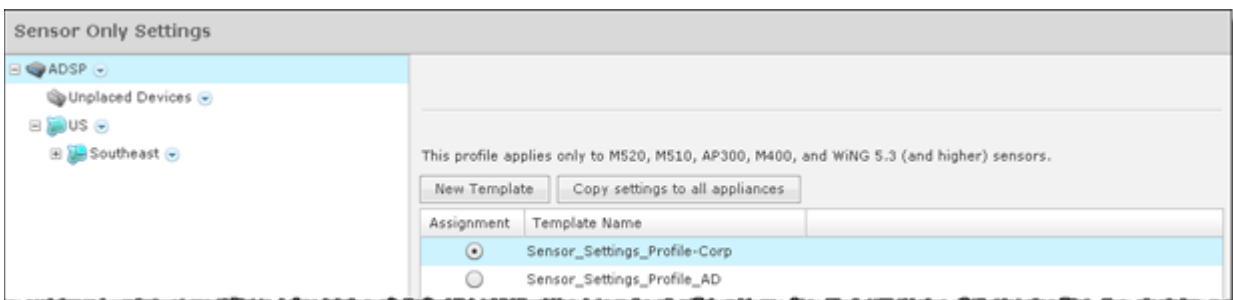 Sensor Only Settings
ADSP
Unplaced Devices
US
Southeast
This profile applies only to M520, M510, AP300, M400, and WiNG 5.3 (and higher) sensors.
New Template Copy settings to all appliances
Assignment Template Name
Sensor_Settings_Profile-Corp
Sensor_Settings_Profile_AD